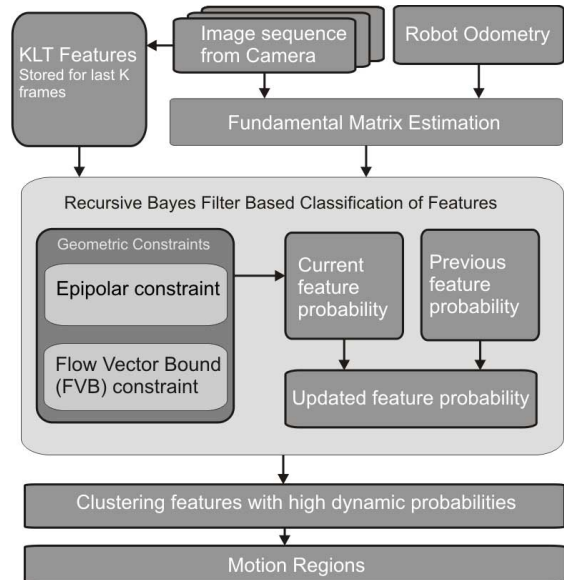 KLT Features
Stored for last K
frames
Image sequence
from Camera
Robot Odometry
Fundamental Matrix Estimation
Recursive Bayes Filter Based Classification of Features
Geometric Constraints
Epipolar constraint
Flow Vector Bound
(FVB) constraint
Current
feature
probability
Previous
feature
probability
Updated feature probability
Clustering features with high dynamic probabilities
Motion Regions